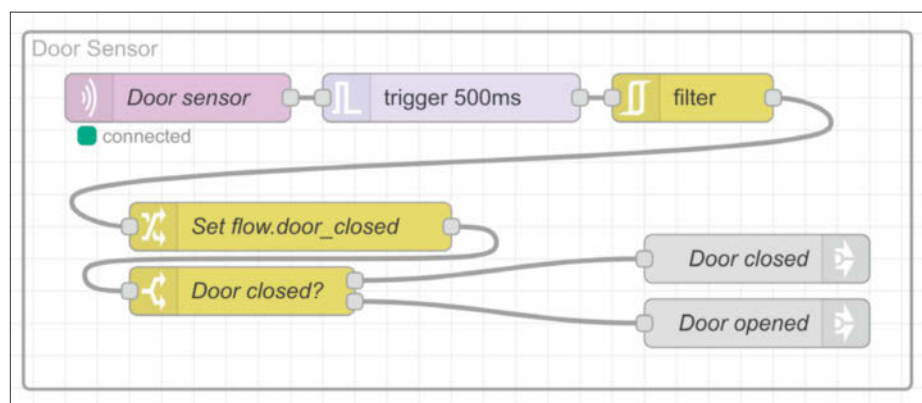 Door Sensor
Door sensor
trigger 500ms
filter
connected
Set flow.door_closed
Door closed
Door closed?
Door opened